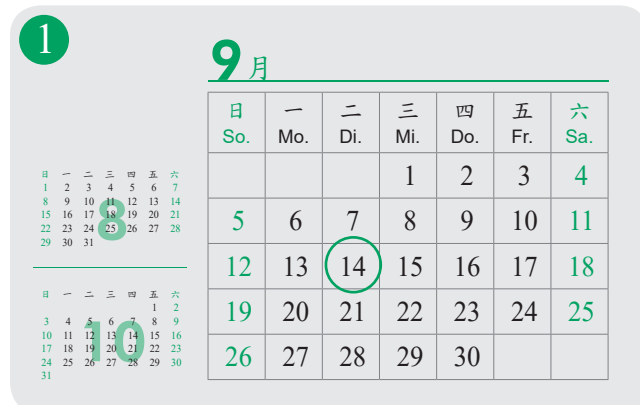 1
9月
日 一 二 三 四 五 六
So. Mo. Di. Mi. Do. Fr. Sa.
1 2 3 4
5 6 7 8 9 10 11
12 13 14 15 16 17 18
19 20 21 22 23 24 25
26 27 28 29 30
8
日 一 二 三 四 五 六
1 2 3 4 5 6 7
8 9 10 11 12 13 14
15 16 17 18 19 20 21
22 23 24 25 26 27 28
29 30 31
10
日 一 二 三 四 五 六
1 2
3 4 5 6 7 8 9
10 11 12 13 14 15 16
17 18 19 20 21 22 23
24 25 26 27 28 29 30
31